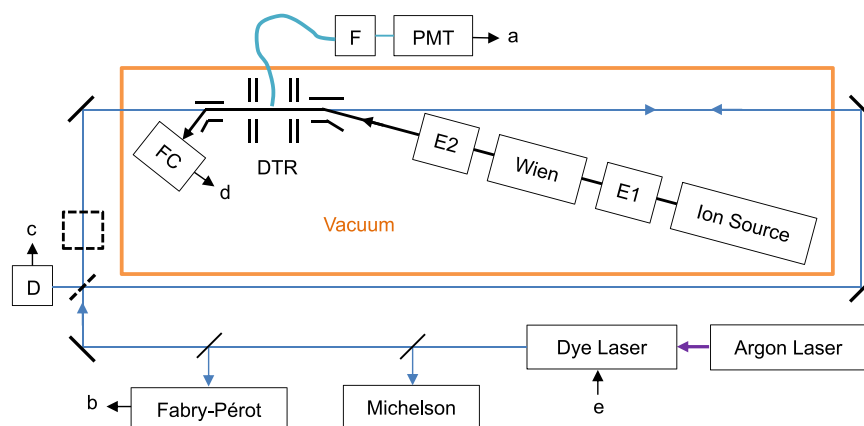 F
PMT
a
E2
Wien
E1
Ion Source
FC
d
DTR
Vacuum
c
D
Dye Laser
Argon Laser
b
Fabry-Pérot
Michelson
e